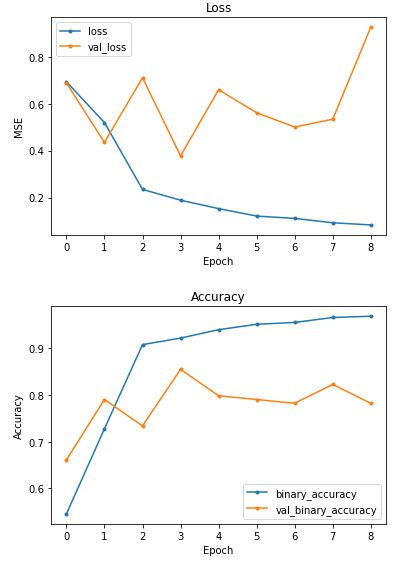 Loss
loss
val_loss
0.8
0.6
0.4
0.2
MSE
0 1 2 3 4 5 6 7 8
Epoch
Accuracy
0.9
0.8
0.7
0.6
Accuracy
binary_accuracy
val_binary_accuracy
0 1 2 3 4 5 6 7 8
Epoch